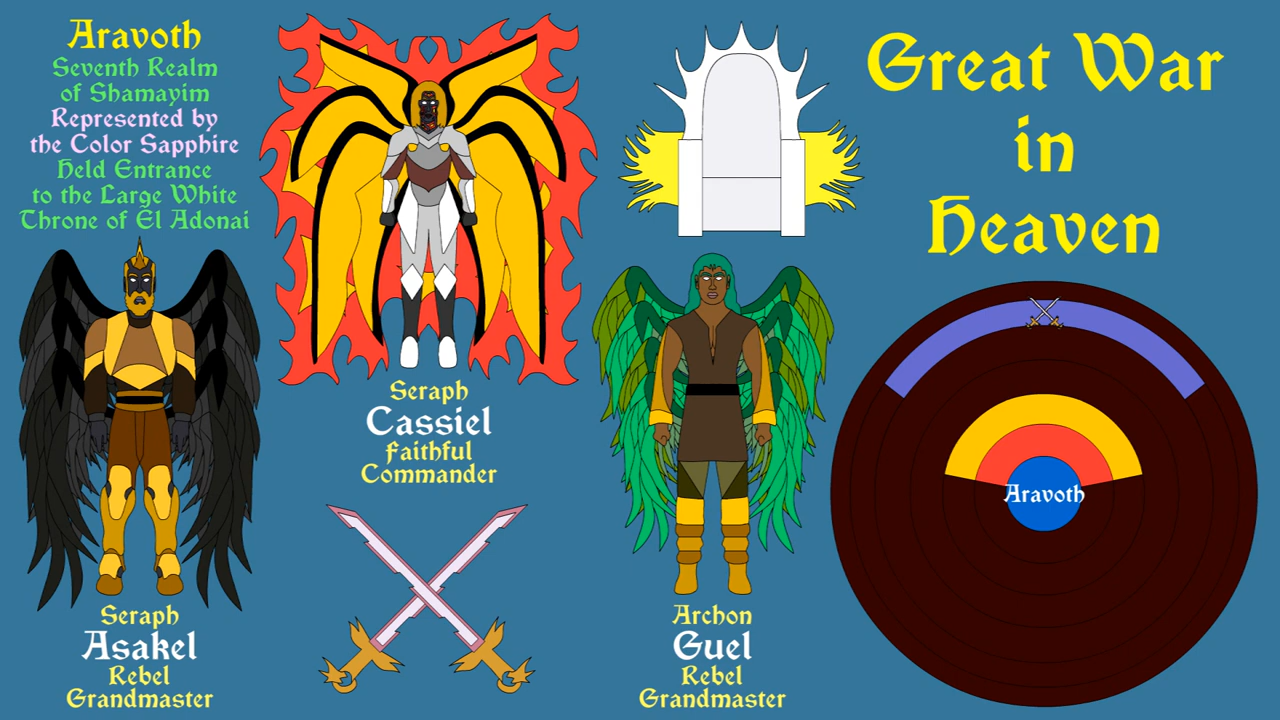 Aravoth
Seventh Realm
of Shamayim
Represented by
the Color Sapphire
Held Entrance
to the Large White
Throne of El Adonai
Great War
in
Heaven
Seraph
Cassiel
Faithful
Commander
Aravoth
Seraph
Asakel
Rebel
Grandmaster
Archon
Guel
Rebel
Grandmaster